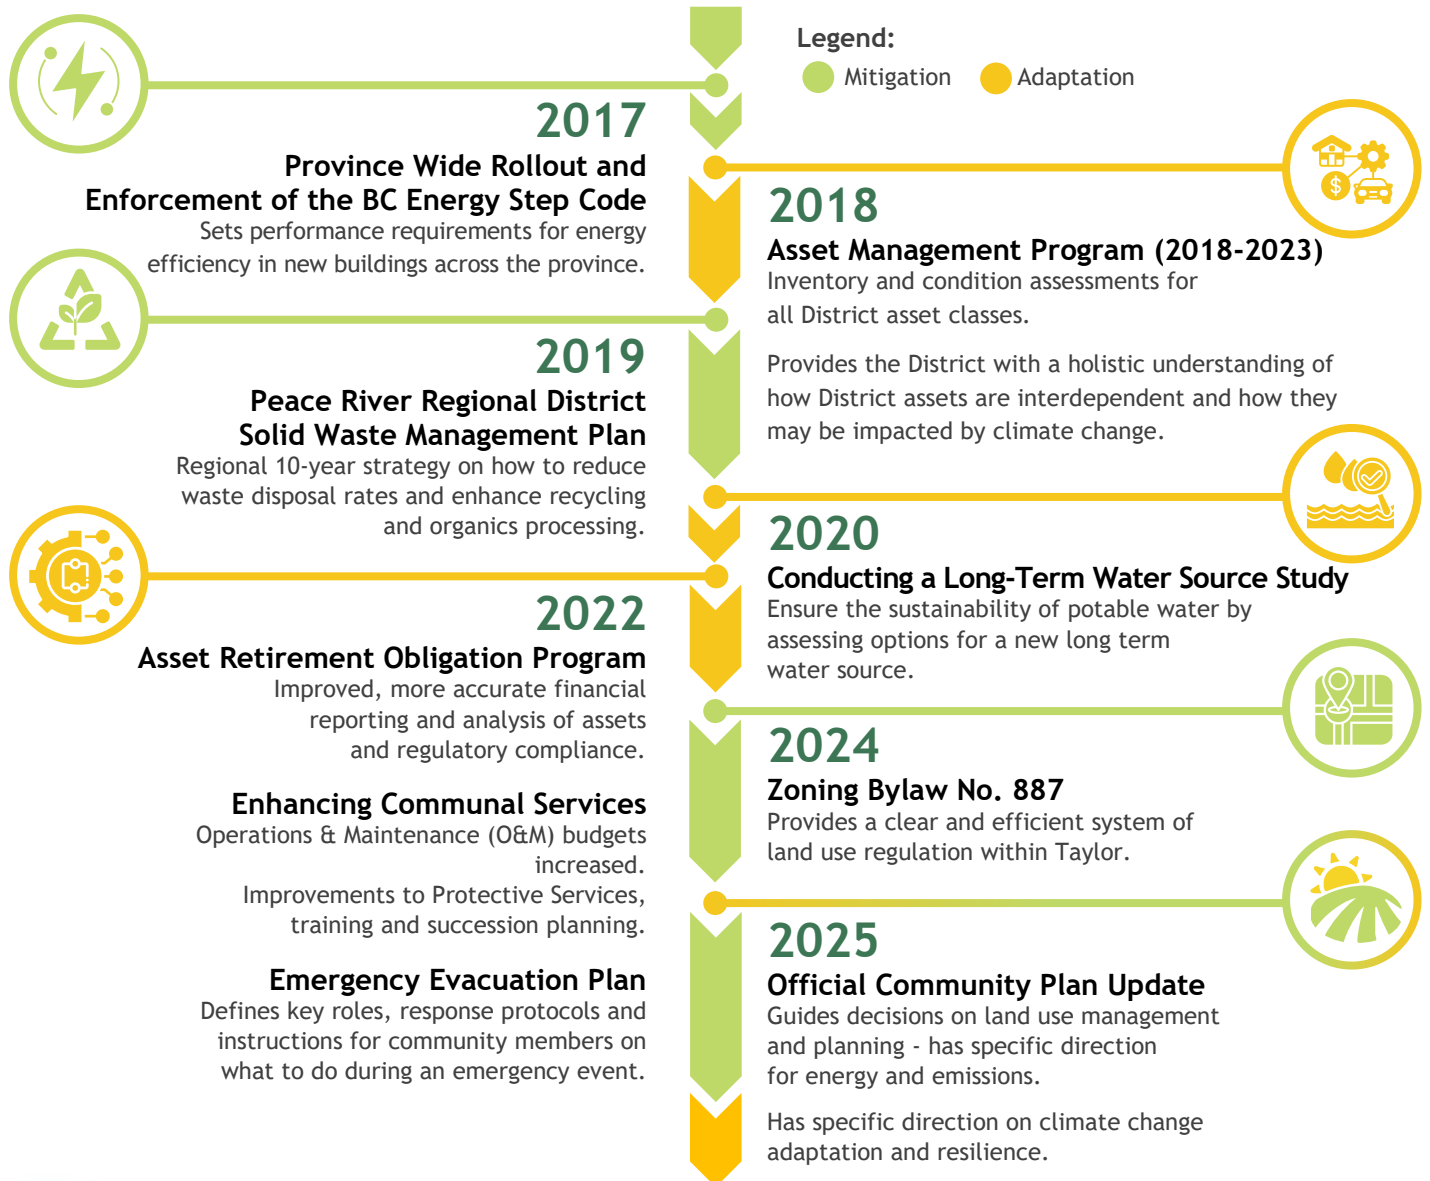 Legend:
Mitigation
Adaptation
2017
Province Wide Rollout and
Enforcement of the BC Energy Step Code
Sets performance requirements for energy
efficiency in new buildings across the province.
2018
Asset Management Program (2018-2023)
Inventory and condition assessments for
all District asset classes.
Provides the District with a holistic understanding of
how District assets are interdependent and how they
may be impacted by climate change.
2019
Peace River Regional District
Solid Waste Management Plan
Regional 10-year strategy on how to reduce
waste disposal rates and enhance recycling
and organics processing.
2020
Conducting a Long-Term Water Source Study
Ensure the sustainability of potable water by
assessing options for a new long term
water source.
2022
Asset Retirement Obligation Program
Improved, more accurate financial
reporting and analysis of assets
and regulatory compliance.
Enhancing Communal Services
Operations & Maintenance (O&M) budgets
increased.
Improvements to Protective Services,
training and succession planning.
Emergency Evacuation Plan
Defines key roles, response protocols and
instructions for community members on
what to do during an emergency event.
2024
Zoning Bylaw No. 887
Provides a clear and efficient system of
land use regulation within Taylor.
2025
Official Community Plan Update
Guides decisions on land use management
and planning - has specific direction
for energy and emissions.
Has specific direction on climate change
adaptation and resilience.